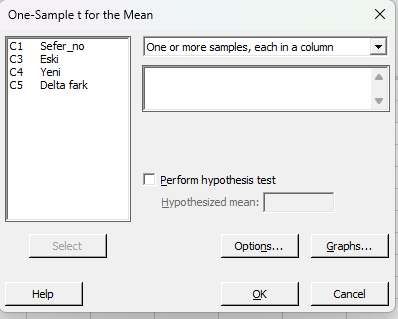 One-Sample t for the Mean
C1 Sefer_no
C3 Eski
C4 Yeni
C5 Delta fark
One or more samples, each in a column
Perform hypothesis test
Hypothesized mean:
Select
Options...
Graphs...
Help
OK
Cancel